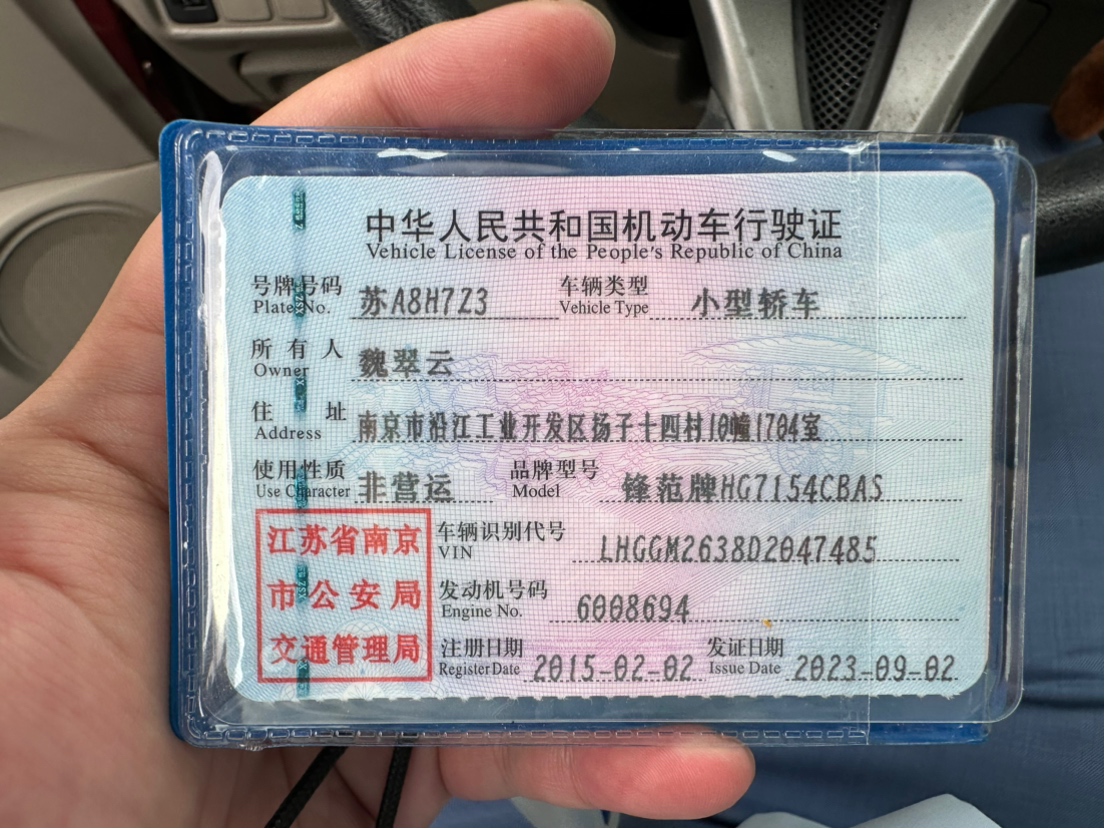 中华人民共和国机动车行驶证
Vehicle License of the People's Republic of China
号牌号码 苏A8H7Z3 车辆类型 小型轿车
Plate No. Vehicle Type
所有人 魏翠云
Owner
住址 南京市沿江工业开发区扬子十四村10幢1704室
Address
使用性质 非营运 品牌型号 锋范牌HG7154CBAS
Use Character Model
江苏省南京
市公安局
交通管理局
车辆识别代号 LHGGM2638D2047485
VIN
发动机号码 6008694
Engine No.
注册日期 2015-02-02 发证日期 2023-09-02
Register Date Issue Date